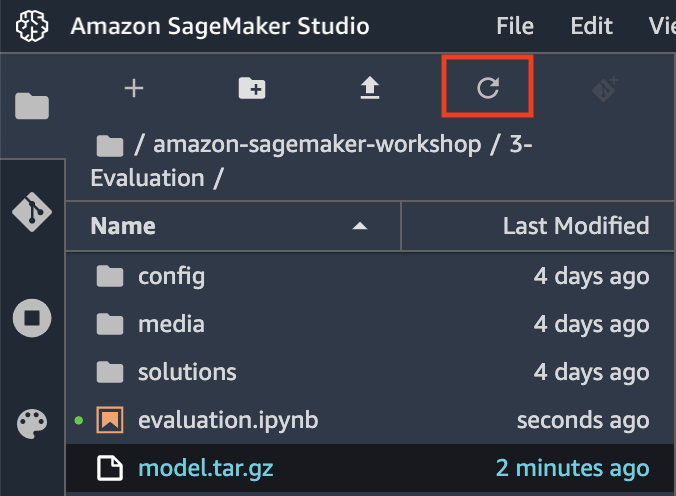 Amazon SageMaker Studio File Edit
/ amazon-sagemaker-workshop / 3-
Evaluation /
Name Last Modified
config 4 days ago
media 4 days ago
solutions 4 days ago
evaluation.ipynb seconds ago
model.tar.gz 2 minutes ago